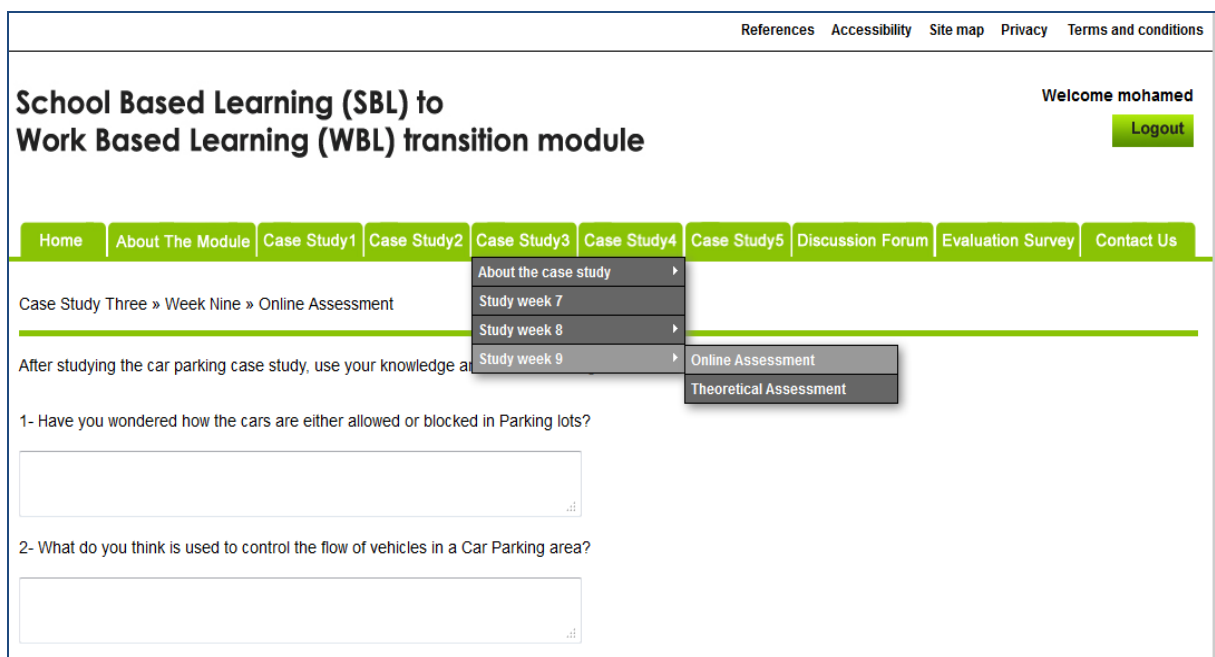 References Accessibility Site map Privacy Terms and conditions
School Based Learning (SBL) to
Work Based Learning (WBL) transition module
Welcome mohamed
Logout
Home About The Module Case Study1 Case Study2 Case Study3 Case Study4 Case Study5 Discussion Forum Evaluation Survey Contact Us
About the case study
Study week 7
Study week 8
Study week 9
Online Assessment
Theoretical Assessment
Case Study Three » Week Nine » Online Assessment
After studying the car parking case study, use your knowledge
1- Have you wondered how the cars are either allowed or blocked in Parking lots?
2- What do you think is used to control the flow of vehicles in a Car Parking area?